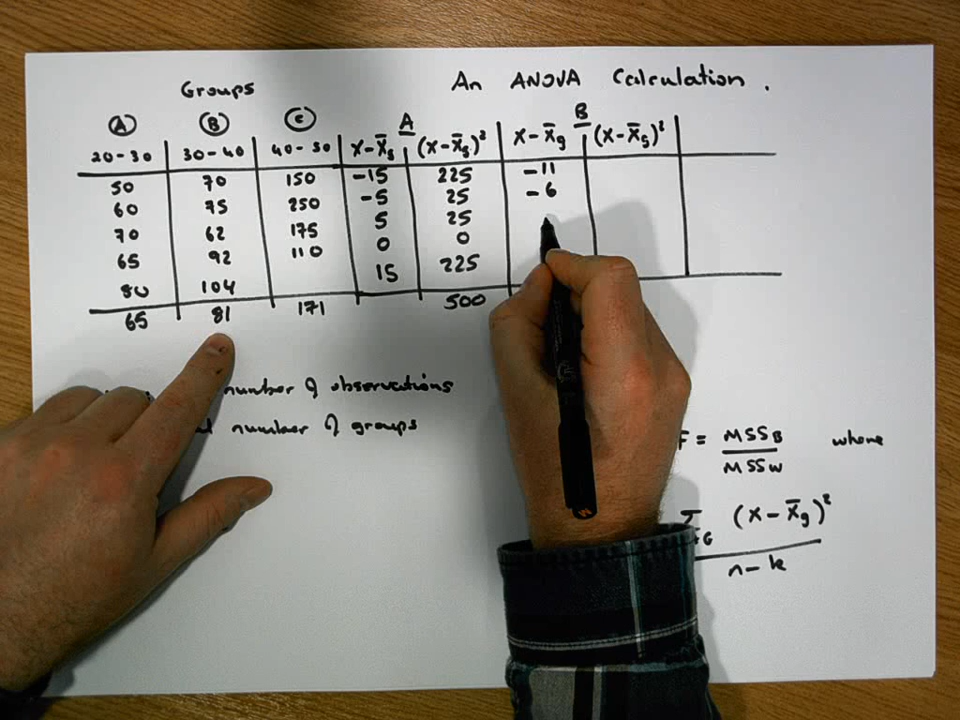 Groups An ANOVA Calculation.
A B C A B
20-30 30-40 40-50 x-x̄g (x-x̄g)² x-x̄g (x-x̄g)²
50 70 150 -15 225 -11
60 75 250 -5 25 -6
70 62 175 5 25
65 92 110 0 0
80 104 15 225
65 81 171 500
number of observations
number of groups
F = MSSB where
MSSW
(x-x̄g)²
n-k